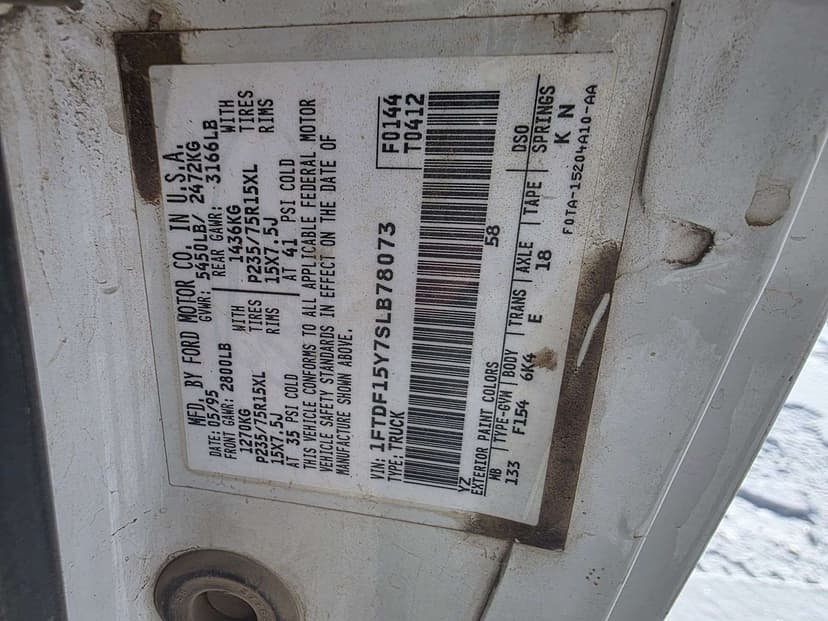 MFD. BY FORD MOTOR CO. IN U.S.A.
DATE: 05/95 GVWR: 5450LB/ 2472KG
FRONT GAWR: 2800LB REAR GAWR: 3166LB
1270KG WITH 1436KG WITH
P235/75R15XL TIRES P235/75R15XL TIRES
15X7.5J RIMS 15X7.5J RIMS
AT 35 PSI COLD AT 41 PSI COLD
THIS VEHICLE CONFORMS TO ALL APPLICABLE FEDERAL MOTOR
VEHICLE SAFETY STANDARDS IN EFFECT ON THE DATE OF
MANUFACTURE SHOWN ABOVE.
VIN: 1FTDF15Y7SLB78073 F0144
TYPE: TRUCK T0412
YZ 58
EXTERIOR PAINT COLORS DSO
WB TYPE-GVW BODY TRANS AXLE TAPE SPRINGS
133 F154 6K4 E 18 K N
F0TA-15204A10-AA